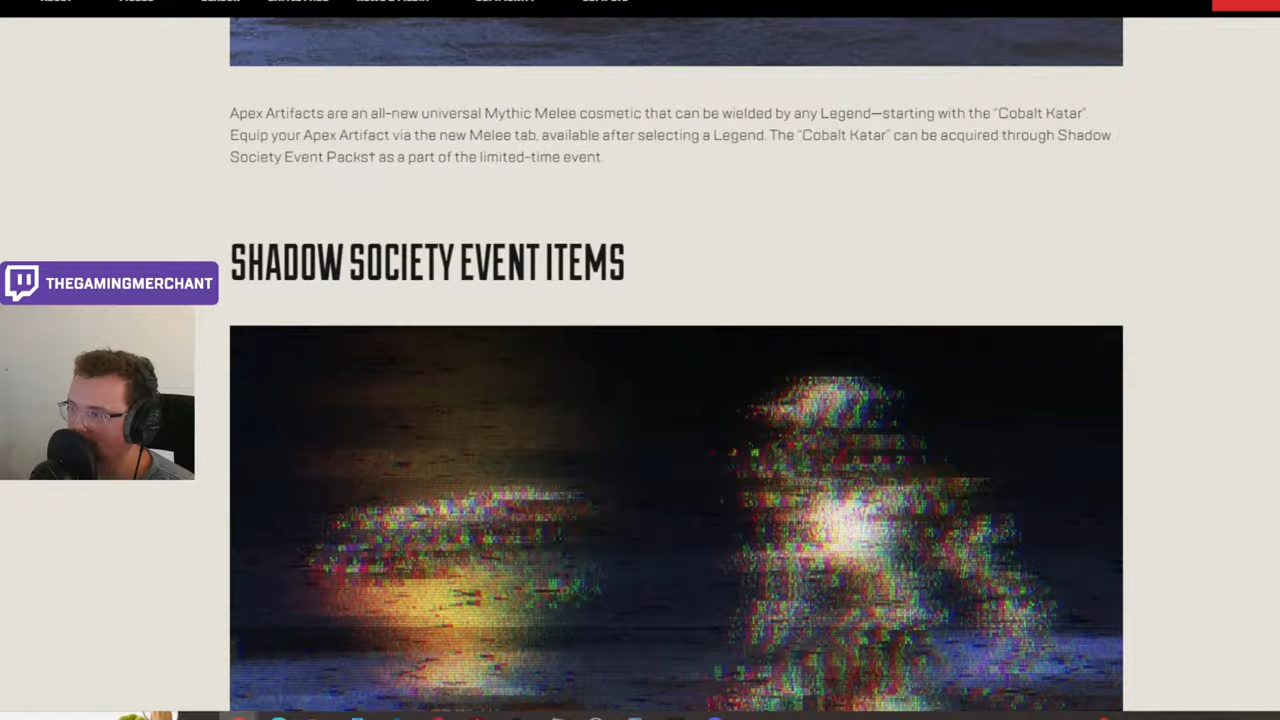 Apex Artifacts are an all-new universal Mythic Melee cosmetic that can be wielded by any Legend—starting with the "Cobalt Katar".
Equip your Apex Artifact via the new Melee tab, available after selecting a Legend. The "Cobalt Katar" can be acquired through Shadow
Society Event Packs† as a part of the limited-time event.
SHADOW SOCIETY EVENT ITEMS
THEGAMINGMERCHANT